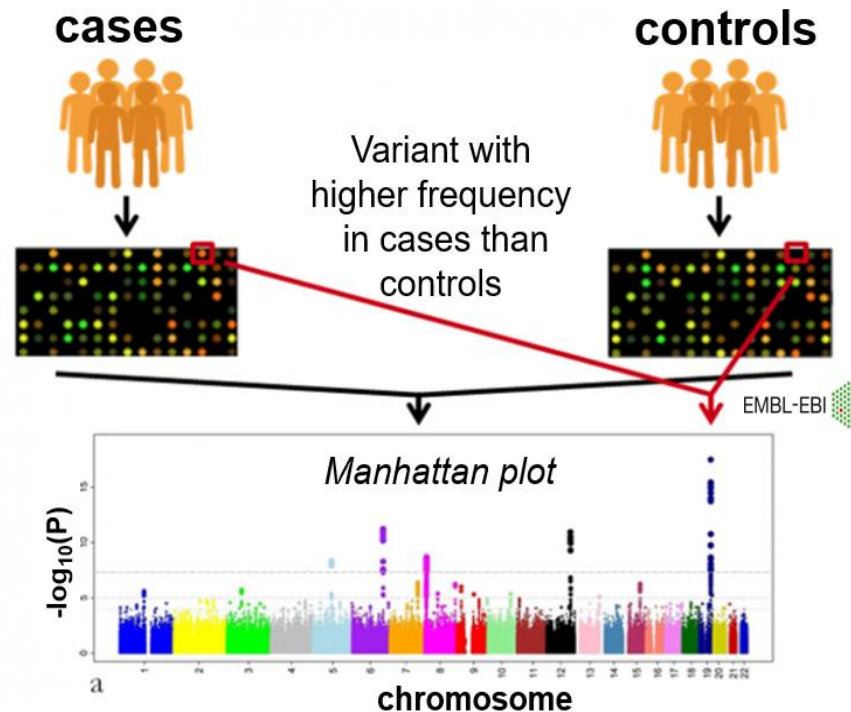 cases
controls
Variant with
higher frequency
in cases than
controls
EMBL-EBI
Manhattan plot
-log10(P)
15
10
5
0
1
2
3
4
5
6
7
8
9
10
11
12
13
14
15
16
17
18
19
20
21
22
a
chromosome